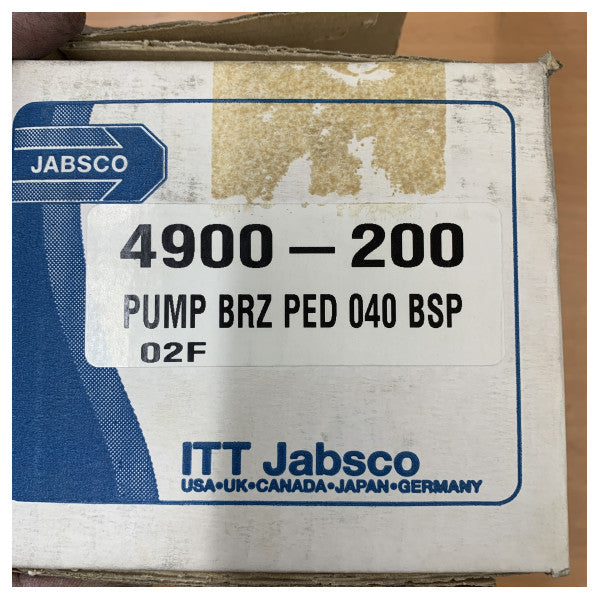 JABSCO
4900-200
PUMP BRZ PED 040 BSP
02F
ITT Jabsco
USA•UK•CANADA•JAPAN•GERMANY